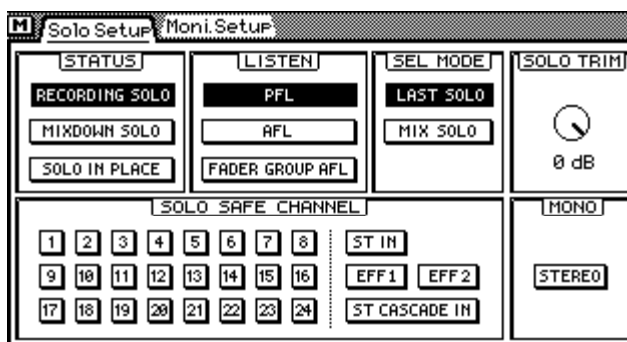 M Solo Setup Moni.Setup
STATUS LISTEN SEL MODE SOLO TRIM
RECORDING SOLO PFL LAST SOLO
MIXDOWN SOLO AFL MIX SOLO
SOLO IN PLACE FADER GROUP AFL 0 dB
SOLO SAFE CHANNEL MONO
1 2 3 4 5 6 7 8 ST IN
9 10 11 12 13 14 15 16 EFF1 EFF2 STEREO
17 18 19 20 21 22 23 24 ST CASCADE IN